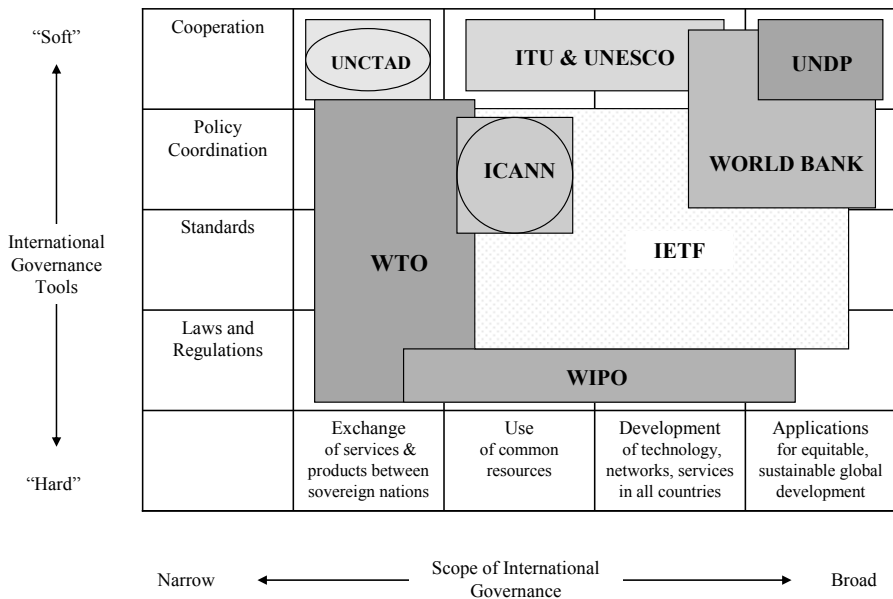 “Soft”
International
Governance
Tools
“Hard”
Cooperation
UNCTAD
ITU & UNESCO
UNDP
Policy
Coordination
ICANN
WORLD BANK
Standards
WTO
IETF
Laws and
Regulations
WIPO
Exchange
of services &
products between
sovereign nations
Use
of common
resources
Development
of technology,
networks, services
in all countries
Applications
for equitable,
sustainable global
development
Narrow
Scope of International
Governance
Broad